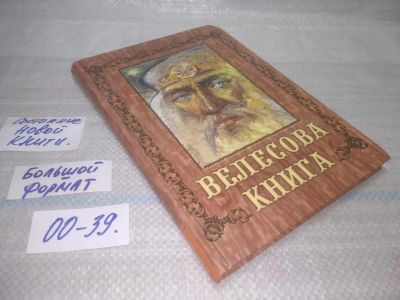 Состояние
новой
книги.
Большой
формат
00-39.
ВЕЛЕСОВА
КНИГА